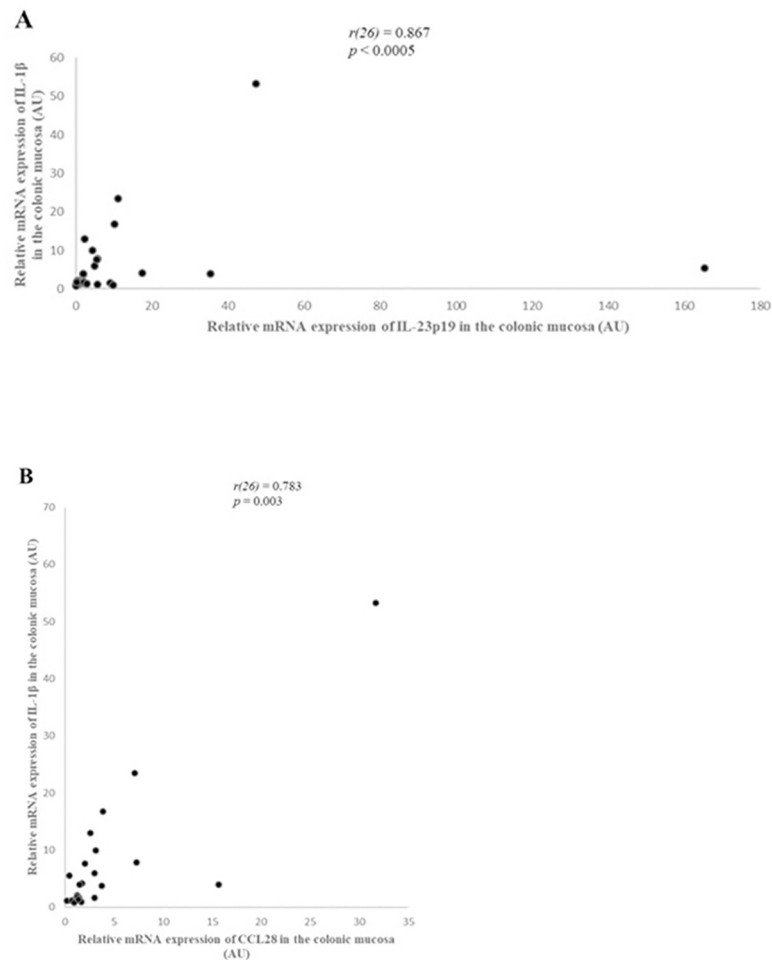 A
r(26) = 0.867
p < 0.0005
60
50
40
30
20
10
0
Relative mRNA expression of IL-1β
in the colonic mucosa (AU)
0 20 40 60 80 100 120 140 160 180
Relative mRNA expression of IL-23p19 in the colonic mucosa (AU)
B
r(26) = 0.783
p = 0.003
70
60
50
40
30
20
10
0
Relative mRNA expression of IL-1β in the colonic mucosa (AU)
0 5 10 15 20 25 30 35
Relative mRNA expression of CCL28 in the colonic mucosa
(AU)